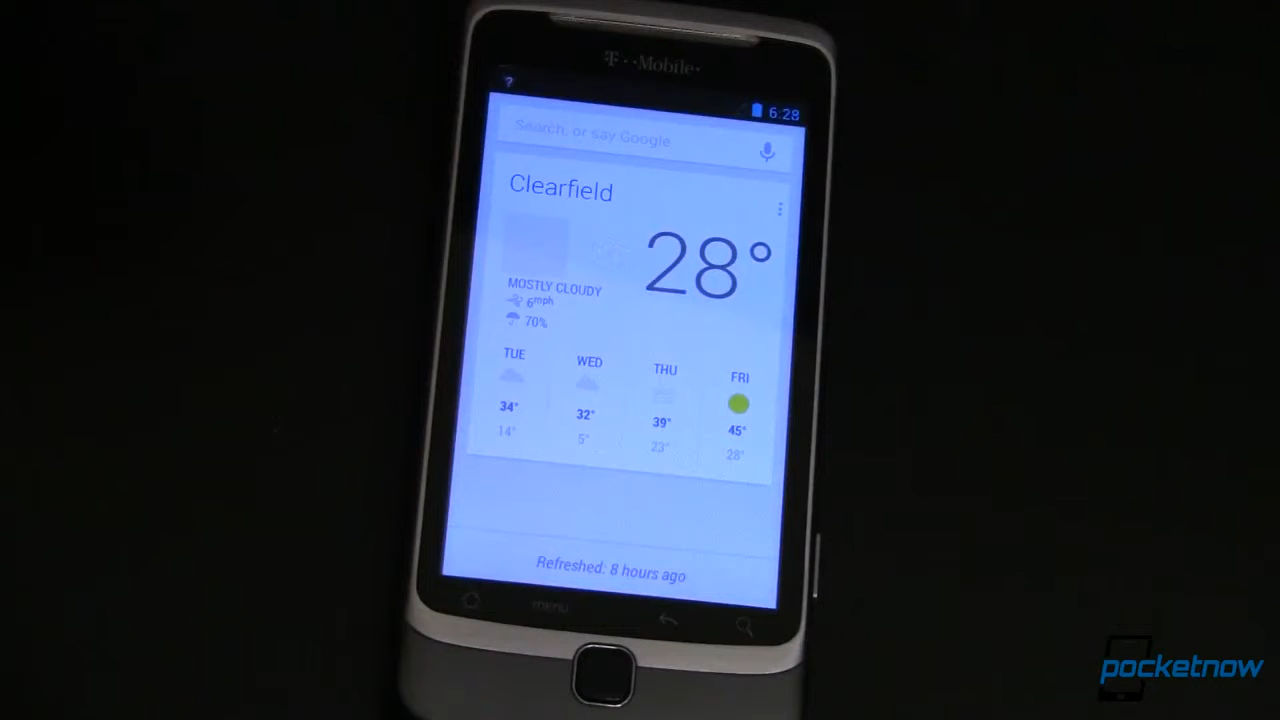 T··Mobile·
?
6:28
Search, or say Google
Clearfield
28°
MOSTLY CLOUDY
6mph
70%
TUE WED THU FRI
34° 32° 39° 45°
14° 5° 23° 28°
Refreshed: 8 hours ago
menu
pocketnow